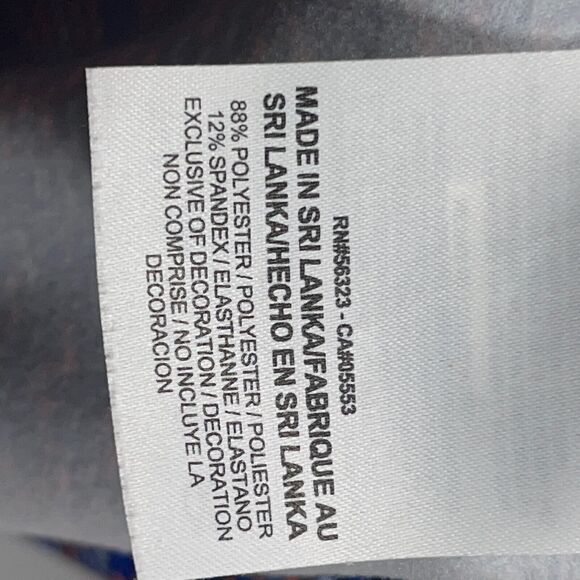 RN#56323 - CA#05553
MADE IN SRI LANKA/FABRIQUE AU
SRI LANKA/HECHO EN SRI LANKA
88% POLYESTER / POLYESTER / POLIESTER
12% SPANDEX / ELASTHANNE / ELASTANO
EXCLUSIVE OF DECORATION / DECORATION
NON COMPRISE / NO INCLUYE LA
DECORACION